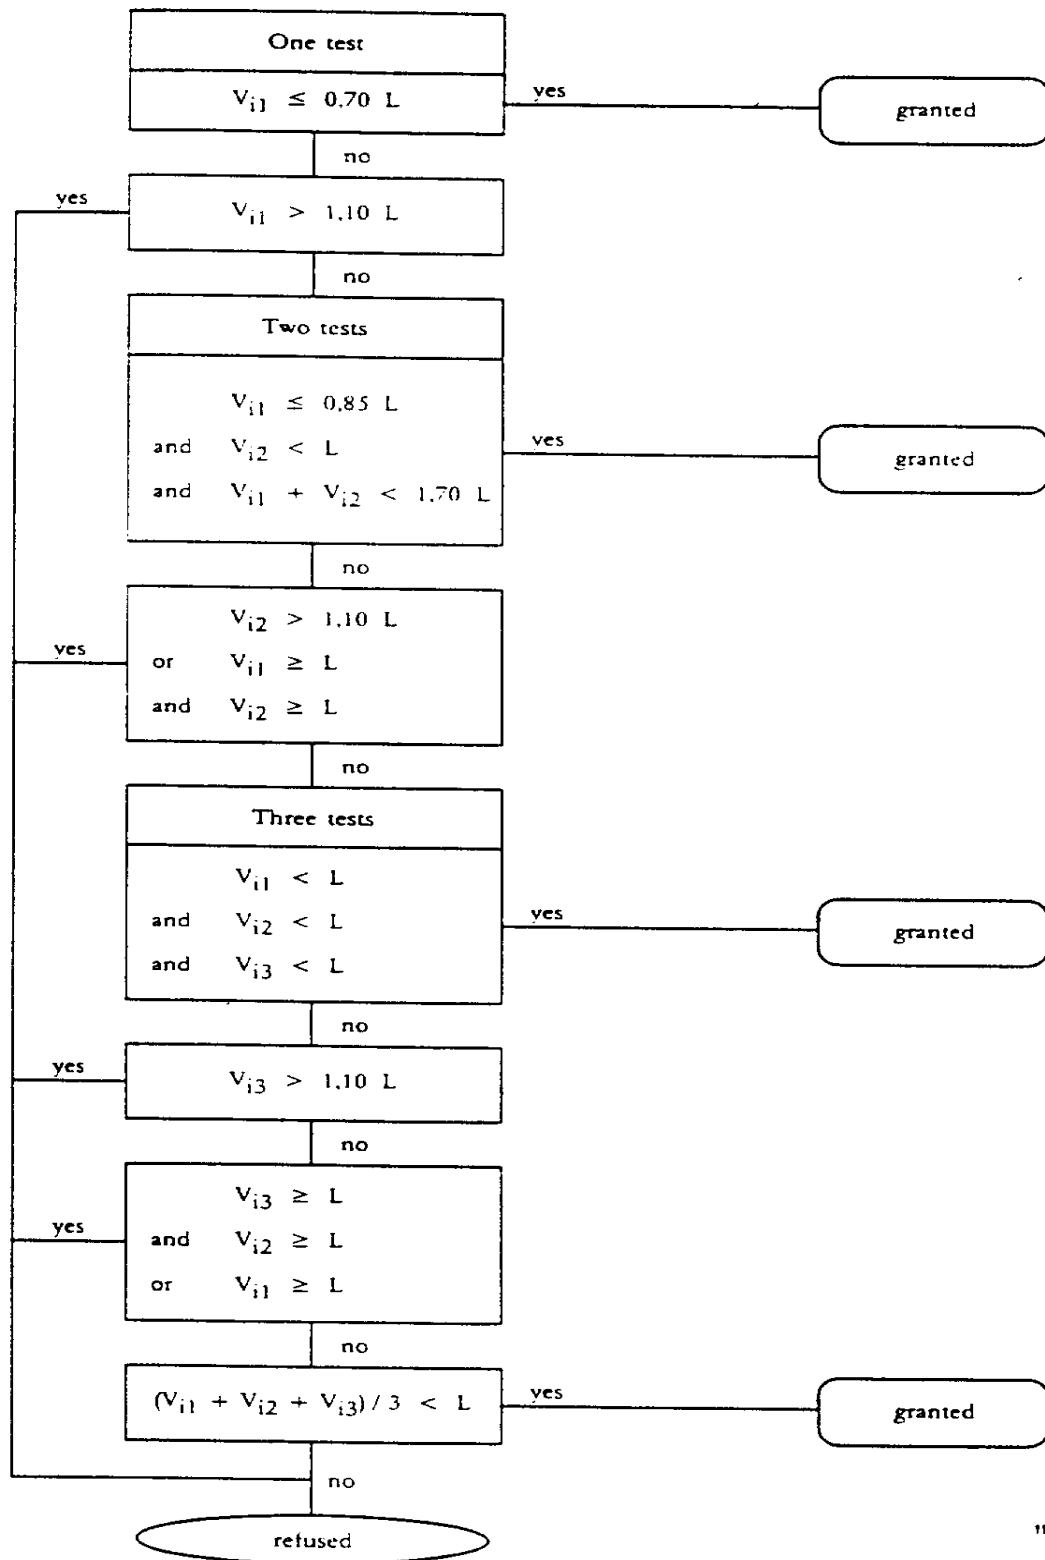 One test
V_i1 ≤ 0,70 L
yes
granted
no
yes
V_i1 > 1,10 L
no
Two tests
V_i1 ≤ 0,85 L
and V_i2 < L
and V_i1 + V_i2 < 1,70 L
yes
granted
no
V_i2 > 1,10 L
yes
or V_i1 ≥ L
and V_i2 ≥ L
no
Three tests
V_i1 < L
and V_i2 < L
and V_i3 < L
yes
granted
no
yes
V_i3 > 1,10 L
no
V_i3 ≥ L
yes
and V_i2 ≥ L
or V_i1 ≥ L
no
(V_i1 + V_i2 + V_i3) / 3 < L
yes
granted
no
refused
"